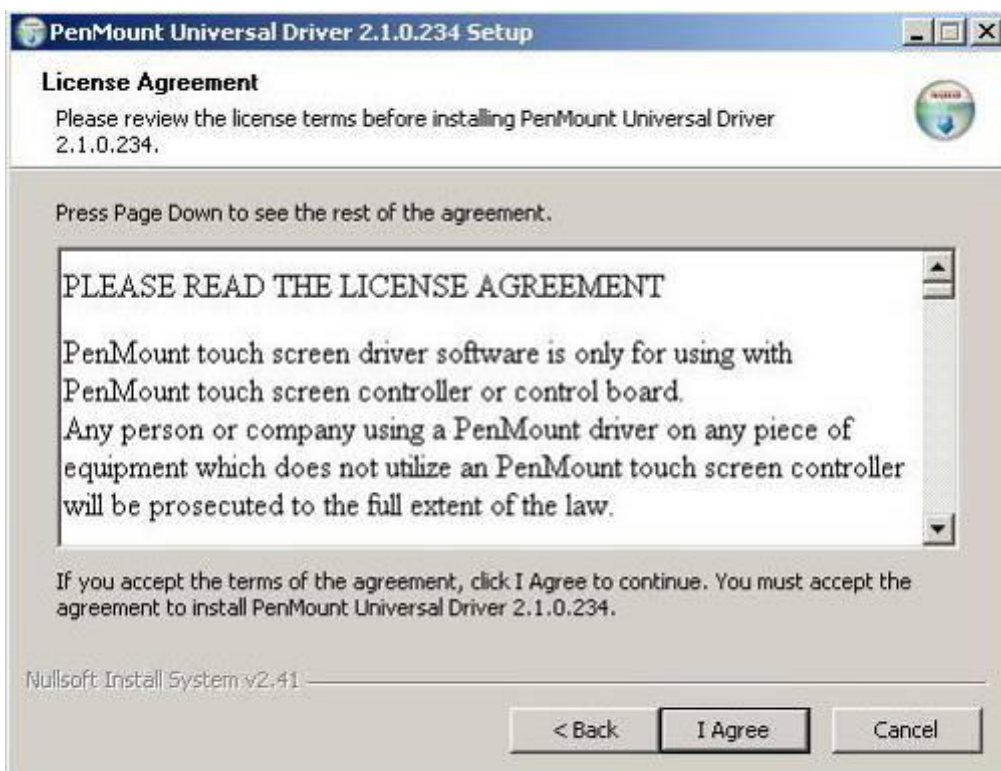 PenMount Universal Driver 2.1.0.234 Setup
License Agreement
Please review the license terms before installing PenMount Universal Driver
2.1.0.234.
Press Page Down to see the rest of the agreement.
PLEASE READ THE LICENSE AGREEMENT
PenMount touch screen driver software is only for using with
PenMount touch screen controller or control board.
Any person or company using a PenMount driver on any piece of
equipment which does not utilize an PenMount touch screen controller
will be prosecuted to the full extent of the law.
If you accept the terms of the agreement, click I Agree to continue. You must accept the
agreement to install PenMount Universal Driver 2.1.0.234.
Nullsoft Install System v2.41
< Back I Agree Cancel